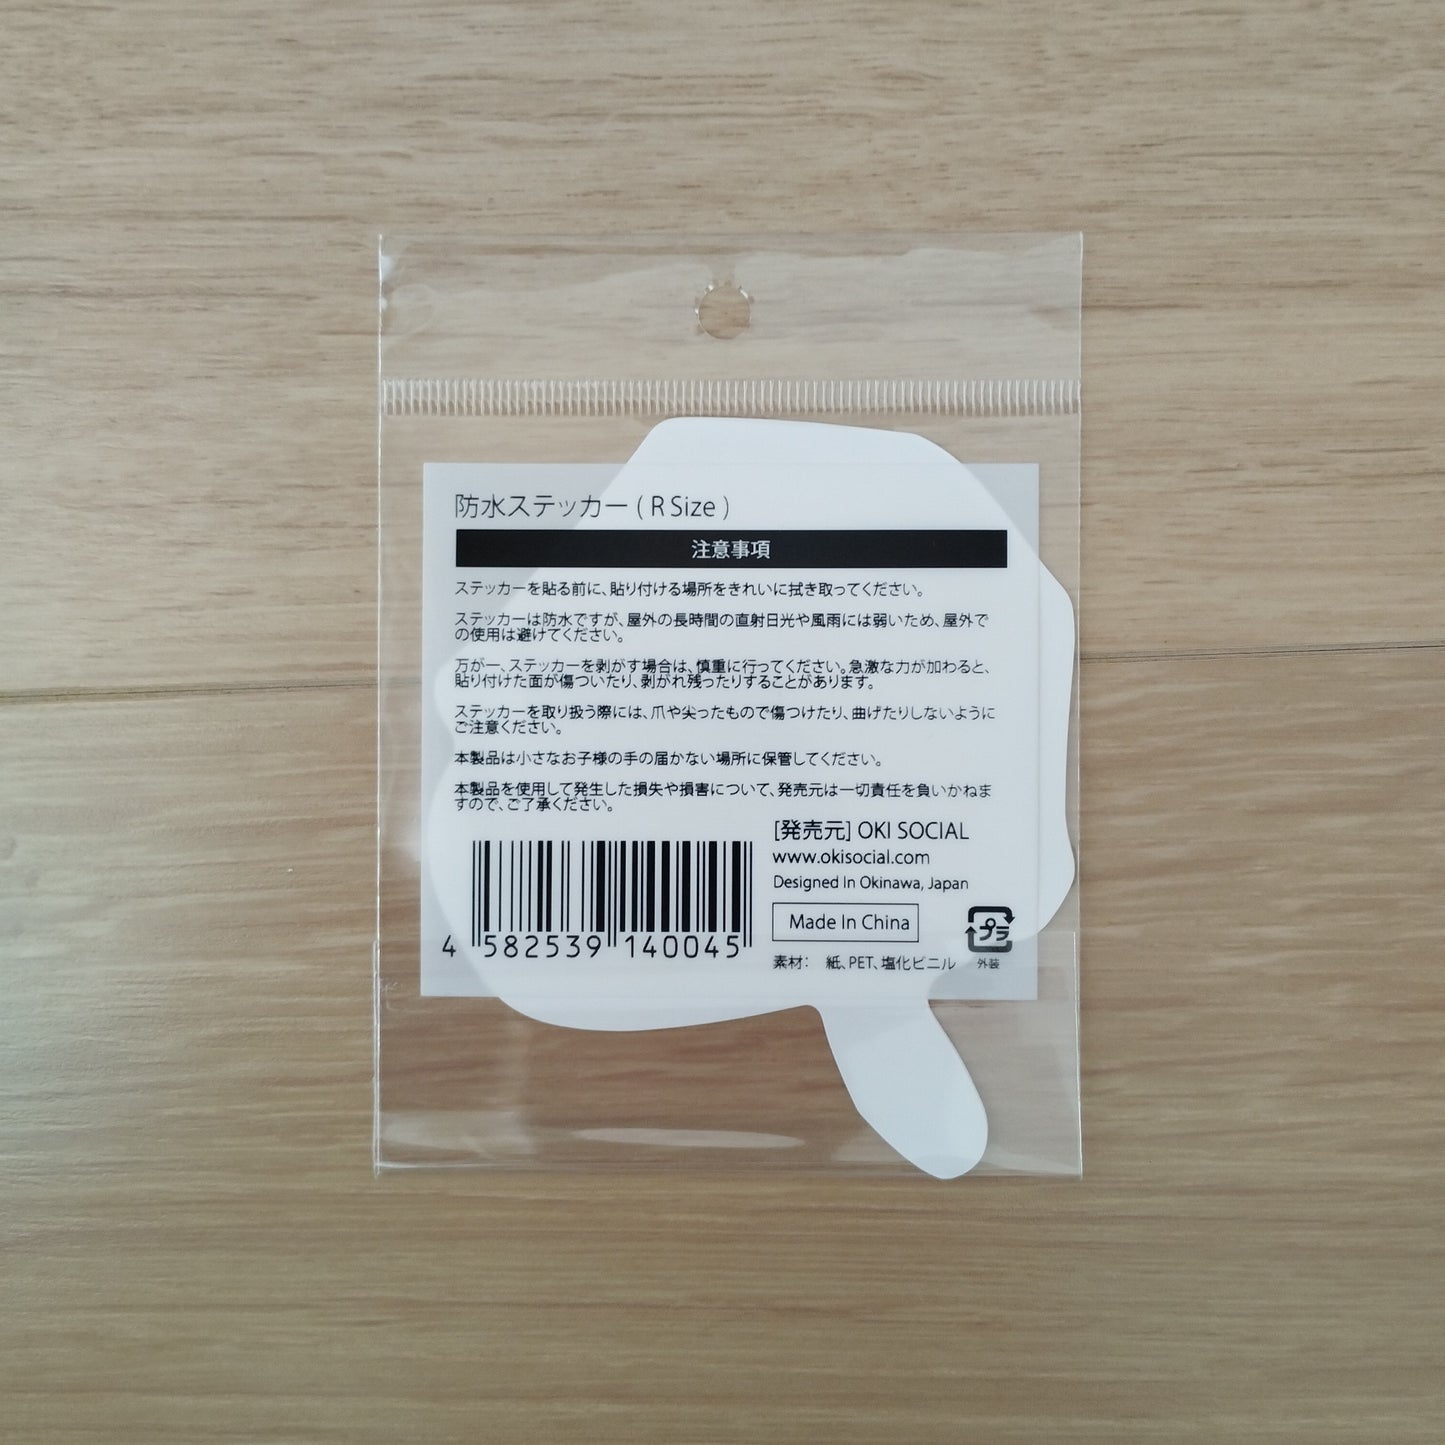 防水ステッカー ( R Size )
注意事項
ステッカーを貼る前に、貼り付ける場所をきれいに拭き取ってください。
ステッカーは防水ですが、屋外の長時間の直射日光や風雨には弱いため、屋外で
の使用は避けてください。
万が一、ステッカーを剥がす場合は、慎重に行ってください。急激な力が加わると、
貼り付けた面が傷ついたり、剥がれ残ったりすることがあります。
ステッカーを取り扱う際には、爪や尖ったもので傷つけたり、曲げたりしないように
ご注意ください。
本製品は小さなお子様の手の届かない場所に保管してください。
本製品を使用して発生した損失や損害について、発売元は一切責任を負いかねま
すので、ご了承ください。
[発売元] OKI SOCIAL
www.okisocial.com
Designed In Okinawa, Japan
Made In China
プラ
外装
素材： 紙、PET、塩化ビニル
4 582539 140045